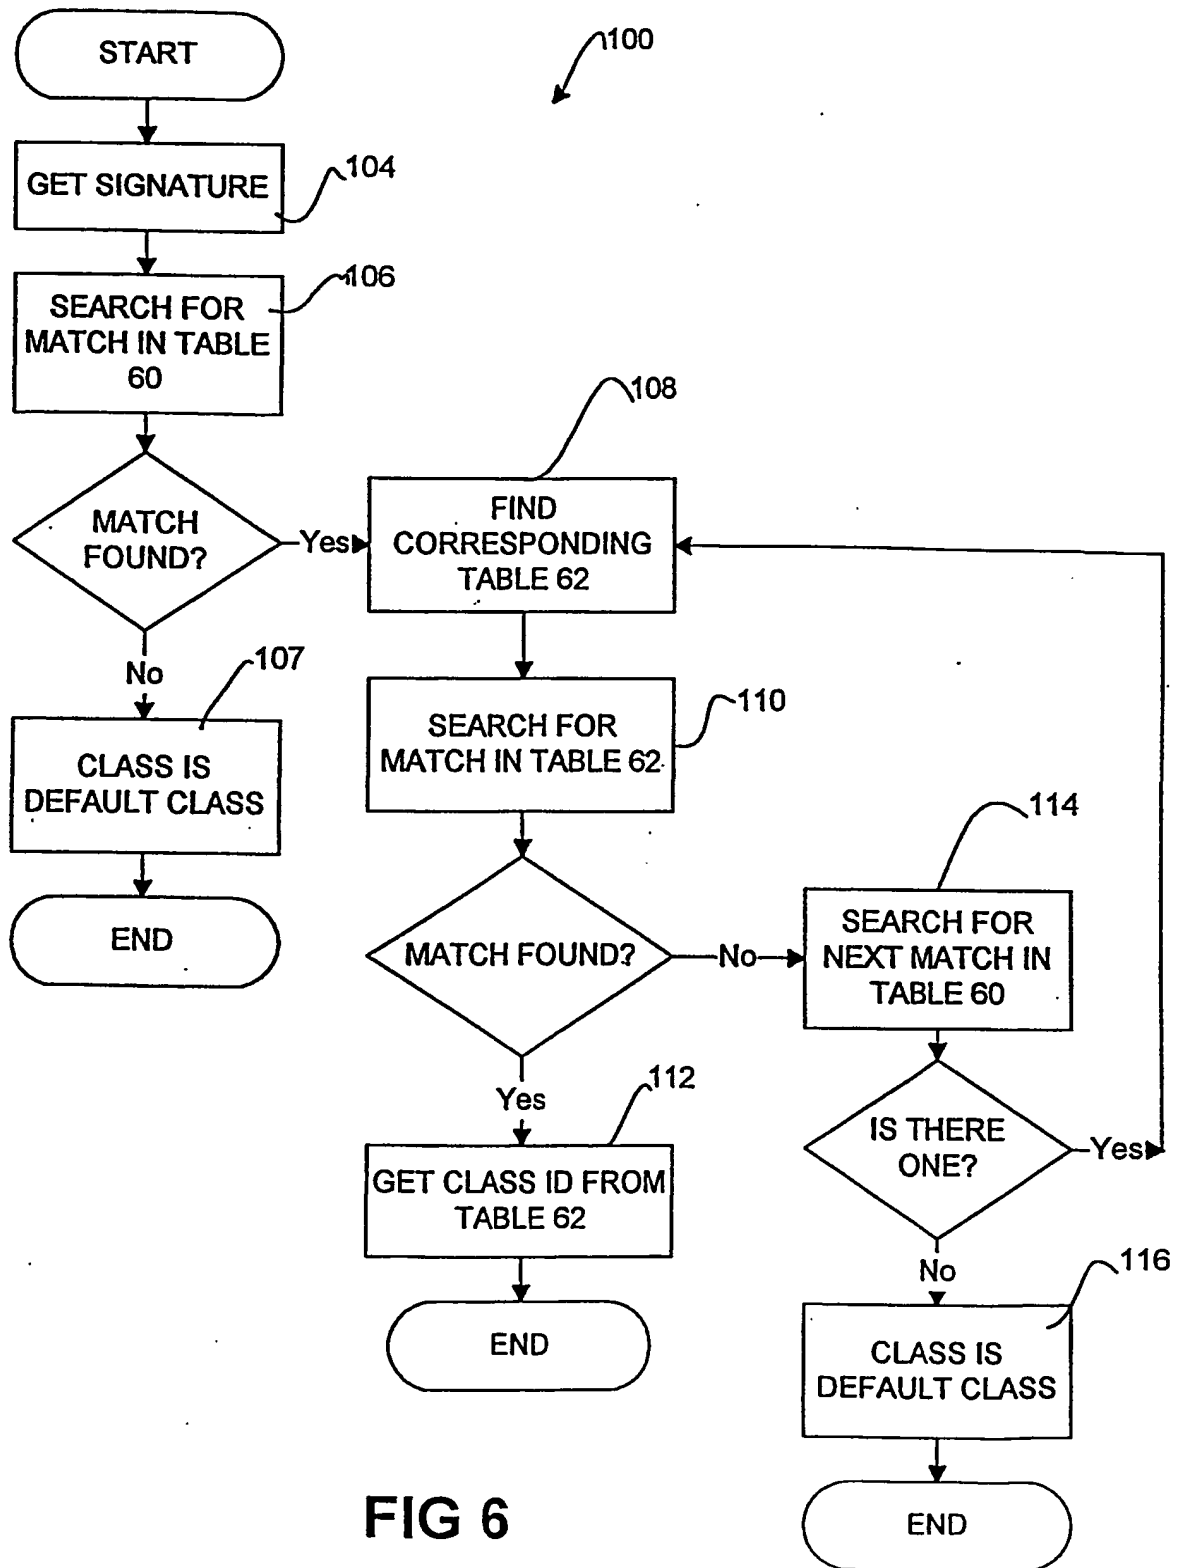 START
100
GET SIGNATURE
104
SEARCH FOR
MATCH IN TABLE
60
106
MATCH
FOUND?
Yes
No
107
CLASS IS
DEFAULT CLASS
END
108
FIND
CORRESPONDING
TABLE 62
110
SEARCH FOR
MATCH IN TABLE 62
MATCH FOUND?
No
Yes
112
GET CLASS ID FROM
TABLE 62
END
114
SEARCH FOR
NEXT MATCH IN
TABLE 60
IS THERE
ONE?
Yes
No
116
CLASS IS
DEFAULT CLASS
END
FIG 6